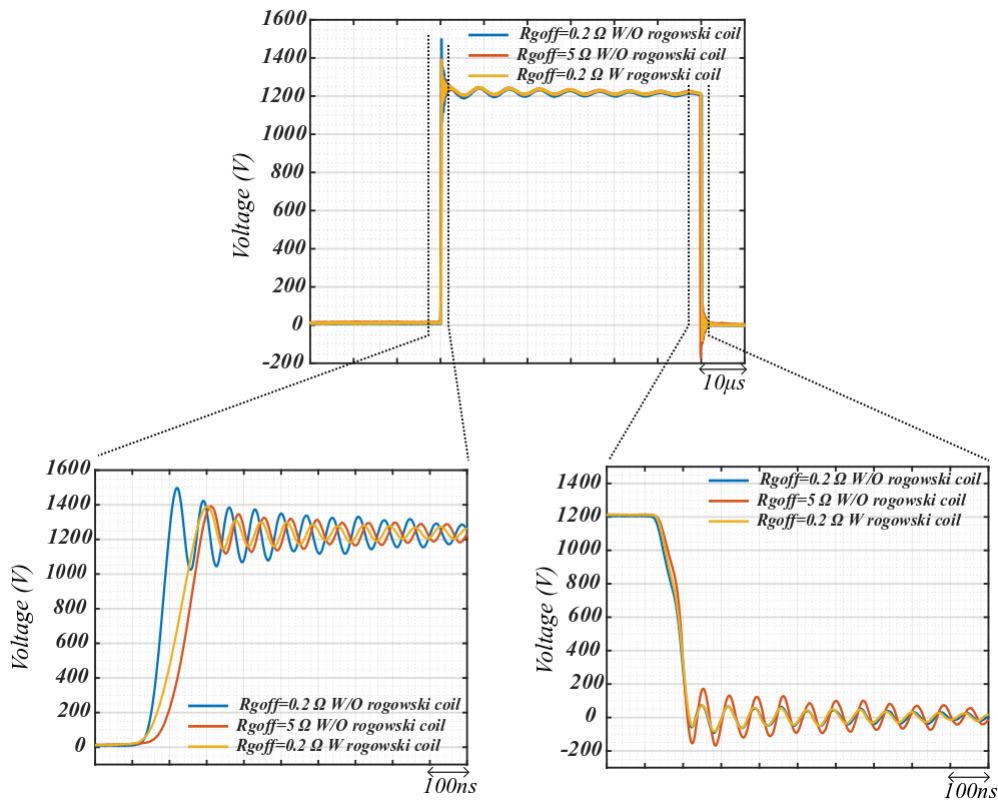 1600
1400
1200
1000
800
600
400
200
0
-200
Voltage (V)
Rgoff=0.2 Ω W/O rogowski coil
Rgoff=5 Ω W/O rogowski coil
Rgoff=0.2 Ω W rogowski coil
10μs
1600
1400
1200
1000
800
600
400
200
0
Voltage (V)
Rgoff=0.2 Ω W/O rogowski coil
Rgoff=5 Ω W/O rogowski coil
Rgoff=0.2 Ω W rogowski coil
100ns
1400
1200
1000
800
600
400
200
0
-200
Voltage (V)
Rgoff=0.2 Ω W/O rogowski coil
Rgoff=5 Ω W/O rogowski coil
Rgoff=0.2 Ω W rogowski coil
100ns